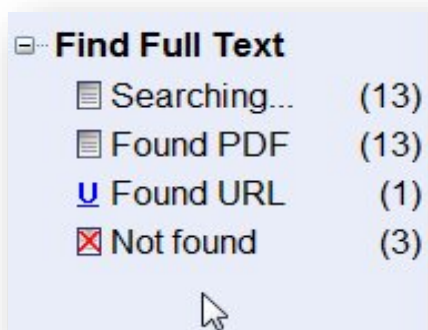 Find Full Text
Searching... (13)
Found PDF (13)
U Found URL (1)
Not found (3)